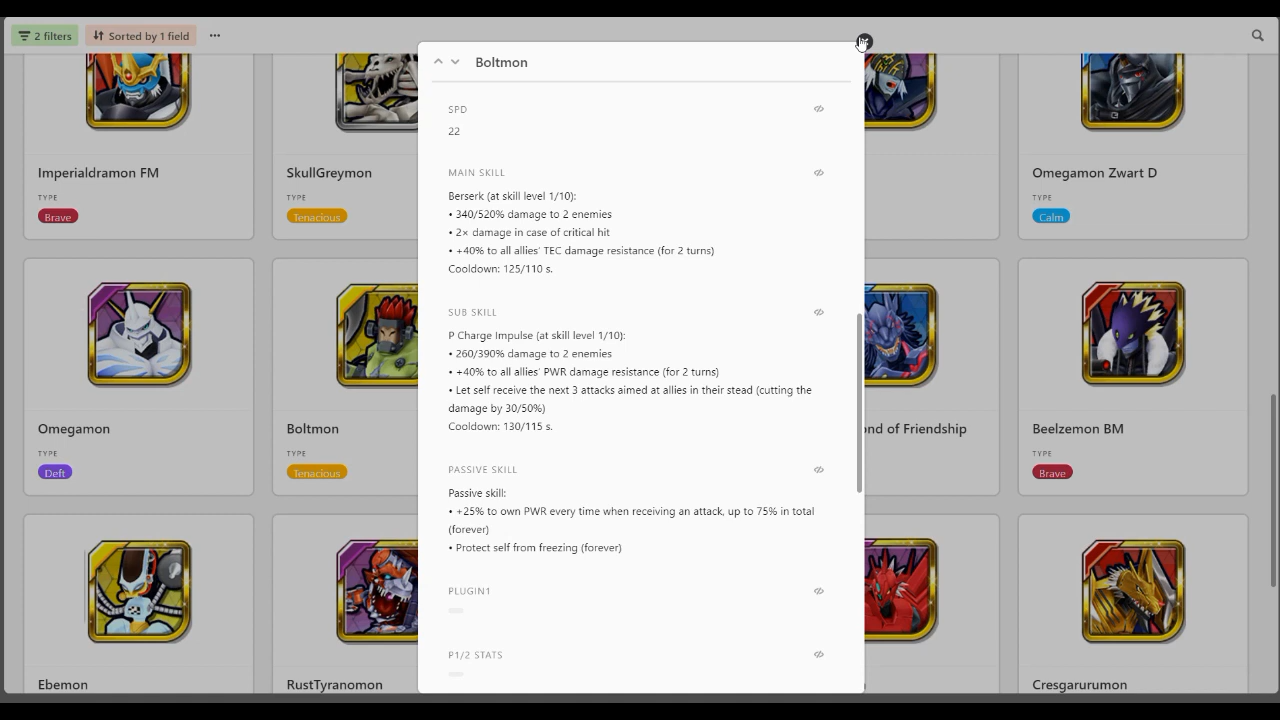 2 filters
Sorted by 1 field
Boltmon
SPD
22
MAIN SKILL
Berserk (at skill level 1/10):
• 340/520% damage to 2 enemies
• 2× damage in case of critical hit
• +40% to all allies' TEC damage resistance (for 2 turns)
Cooldown: 125/110 s.
SUB SKILL
P Charge Impulse (at skill level 1/10):
• 260/390% damage to 2 enemies
• +40% to all allies' PWR damage resistance (for 2 turns)
• Let self receive the next 3 attacks aimed at allies in their stead (cutting the
damage by 30/50%)
Cooldown: 130/115 s.
PASSIVE SKILL
Passive skill:
• +25% to own PWR every time when receiving an attack, up to 75% in total
(forever)
• Protect self from freezing (forever)
PLUGIN1
P1/2 STATS
Imperialdramon FM
TYPE
Brave
SkullGreymon
TYPE
Tenacious
Omegamon Zwart D
TYPE
Calm
Omegamon
TYPE
Deft
Boltmon
TYPE
Tenacious
of Friendship
Beelzemon BM
TYPE
Brave
Ebemon
RustTyranomon
Cresgarurumon